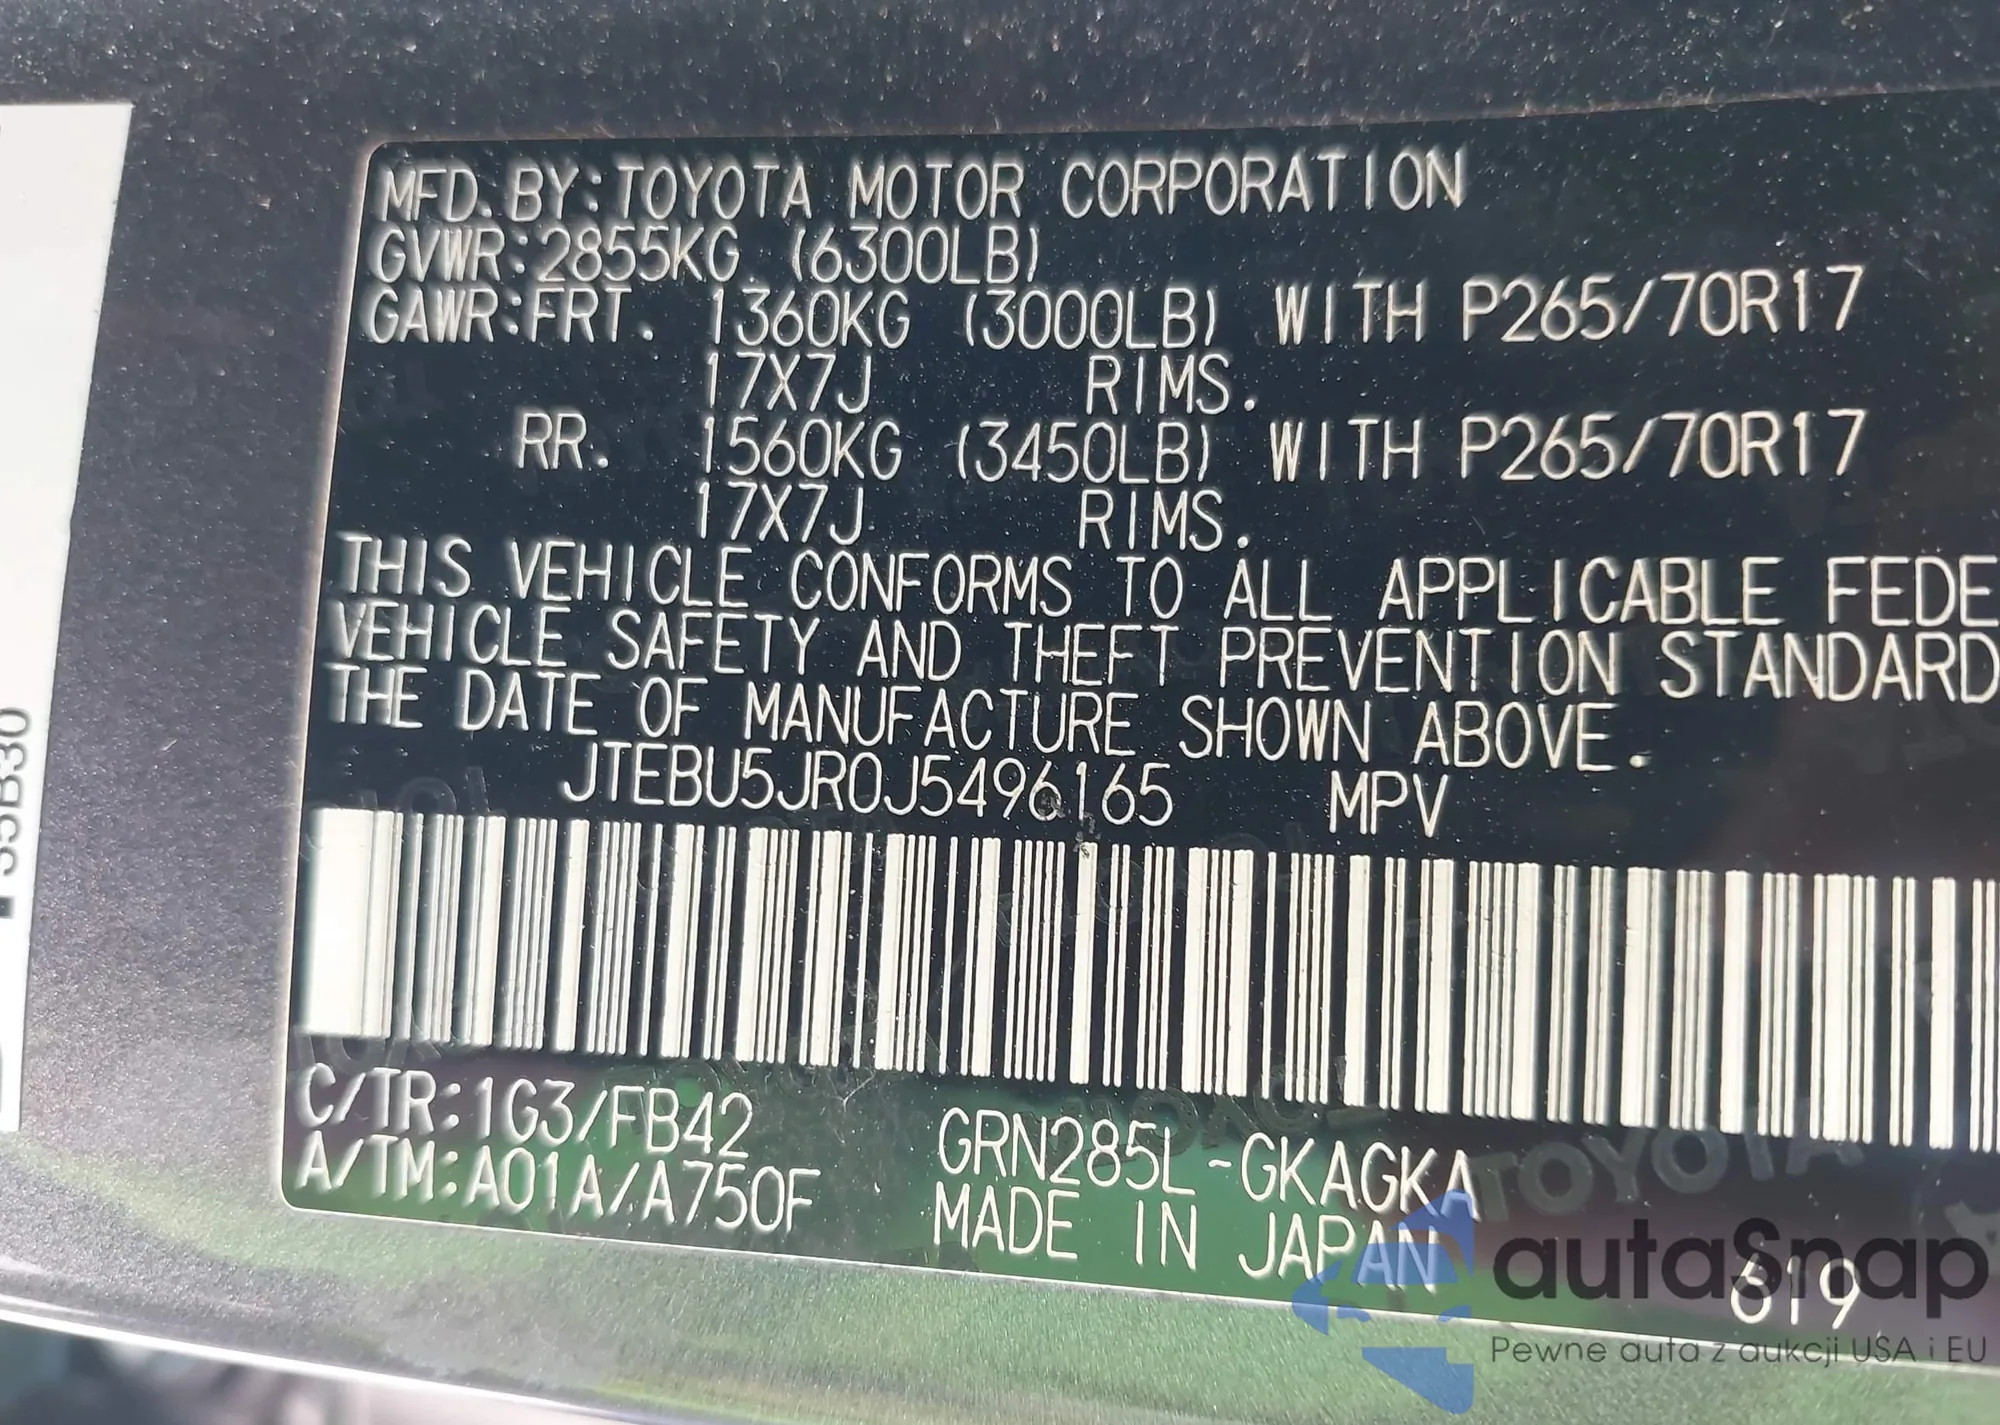 MFD. BY: TOYOTA MOTOR CORPORATION
GVWR: 2855KG (6300LB)
GAWR: FRT. 1360KG (3000LB) WITH P265/70R17
17X7J RIMS.
RR. 1560KG (3450LB) WITH P265/70R17
17X7J RIMS.
THIS VEHICLE CONFORMS TO ALL APPLICABLE FEDE
VEHICLE SAFETY AND THEFT PREVENTION STANDARD
THE DATE OF MANUFACTURE SHOWN ABOVE.
JTEBU5JR0J5496165 MPV
C/TR: 1G3/FB42 GRN285L-GKAGKA
A/TM: A01A/A750F MADE IN JAPAN
619
TOYOTA
autaSnap
Pewne auta z aukcji USA i EU